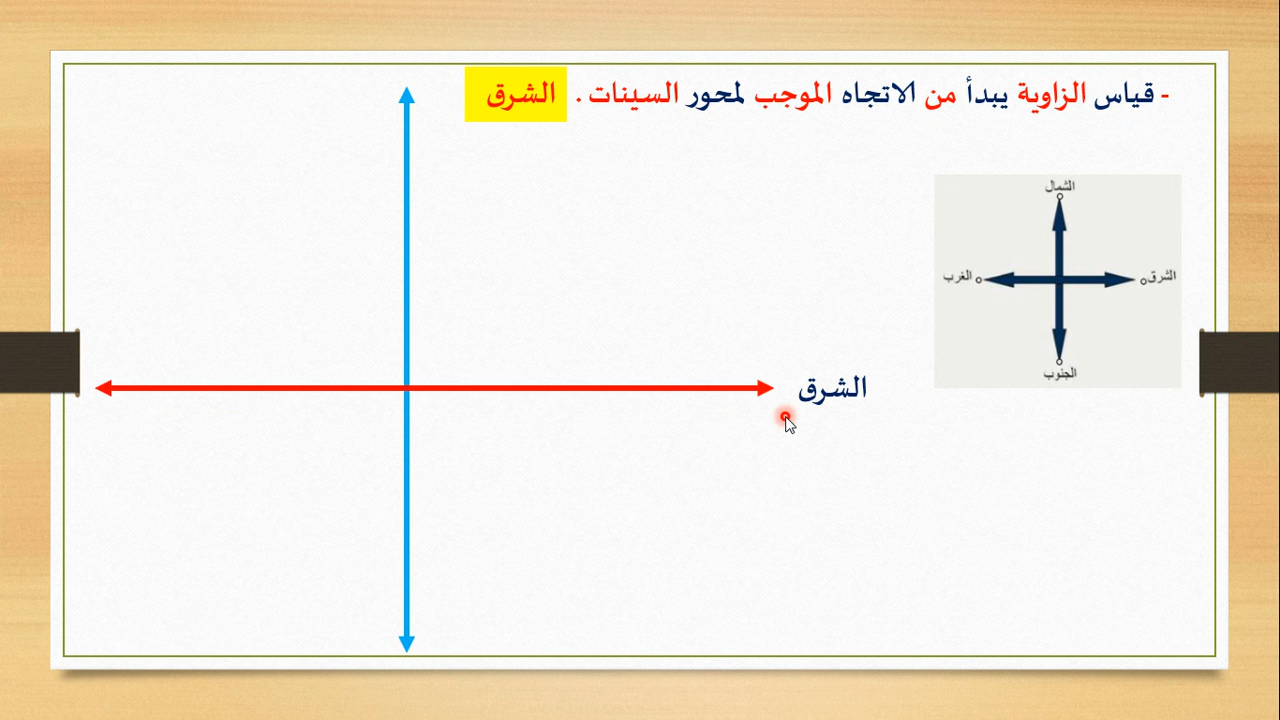 - قياس الزاوية يبدأ من الاتجاه الموجب لمحور السينات . الشرق
الشمال
الشرق
الغرب
الجنوب
الشرق